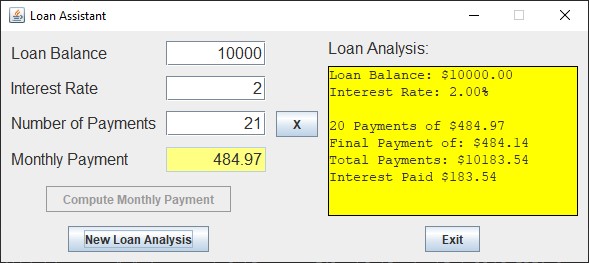 Loan Assistant
Loan Balance 10000
Interest Rate 2
Number of Payments 21 X
Monthly Payment 484.97
Compute Monthly Payment
New Loan Analysis
Loan Analysis:
Loan Balance: $10000.00
Interest Rate: 2.00%
20 Payments of $484.97
Final Payment of: $484.14
Total Payments: $10183.54
Interest Paid $183.54
Exit